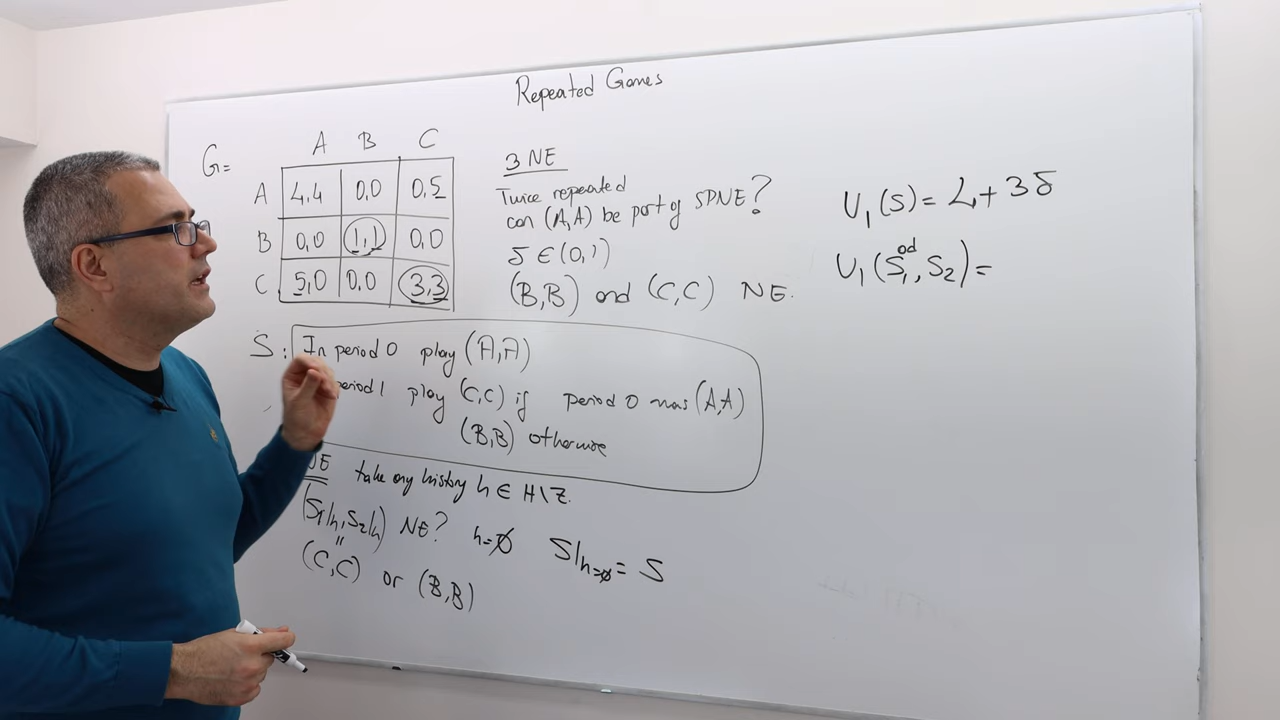 Repeated Games
G=
A B C
A 4,4 0,0 0,5
B 0,0 1,1 0,0
C 5,0 0,0 3,3
3 NE
Twice repeated
can (A,A) be part of SPNE?
δ ∈ (0,1)
(B,B) and (C,C) NE.
S: In period 0 play (A,A)
period 1 play (C,C) if period 0 was (A,A)
(B,B) otherwise
NE take any history h ∈ H\Z.
(S₁|h, S₂|h) NE? h=∅ S|h=∅ = S
"
(C,C) or (B,B)
U₁(S) = 4 + 3δ
U₁(S₁^od, S₂) =